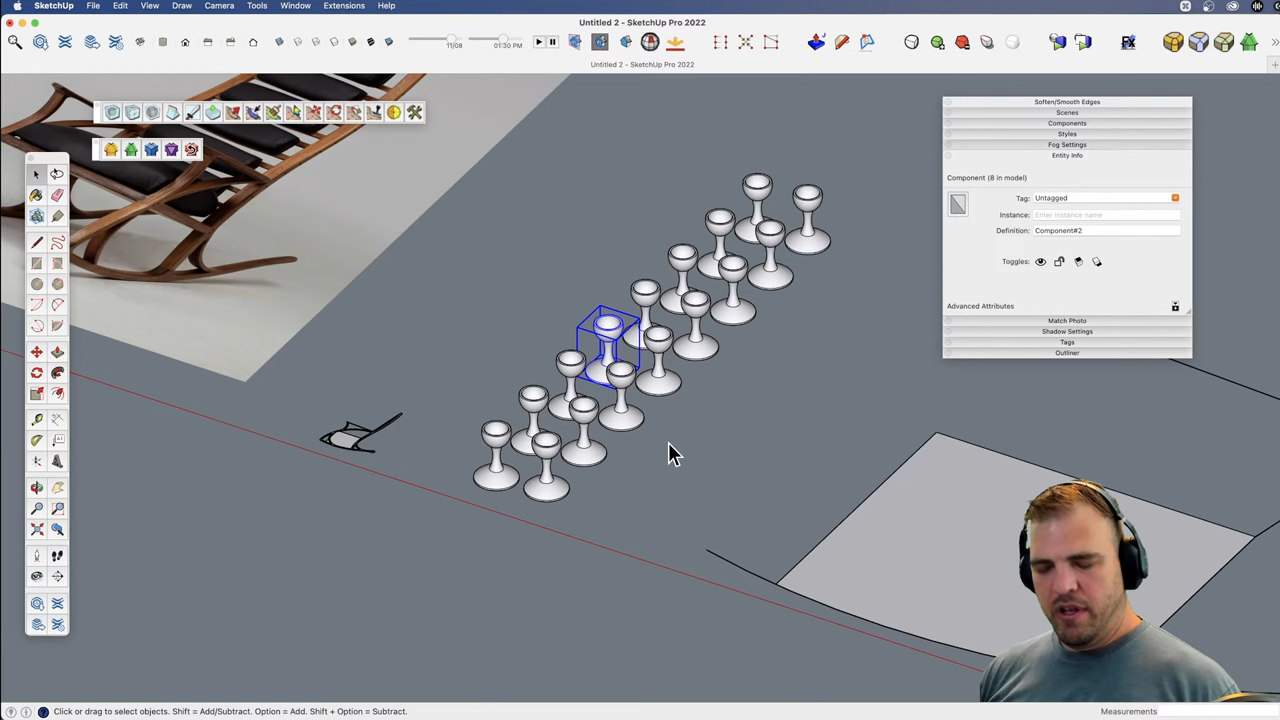 SketchUp File Edit View Draw Camera Tools Window Extensions Help
Untitled 2 - SketchUp Pro 2022
11/08 01:30 PM
Untitled 2 - SketchUp Pro 2022
Soften/Smooth Edges
Scenes
Components
Styles
Fog Settings
Entity Info
Component (8 in model)
Tag: Untagged
Instance: Enter instance name
Definition: Component#2
Toggles:
Advanced Attributes
Match Photo
Shadow Settings
Tags
Outliner
Click or drag to select objects. Shift = Add/Subtract. Option = Add. Shift + Option = Subtract.
Measurements